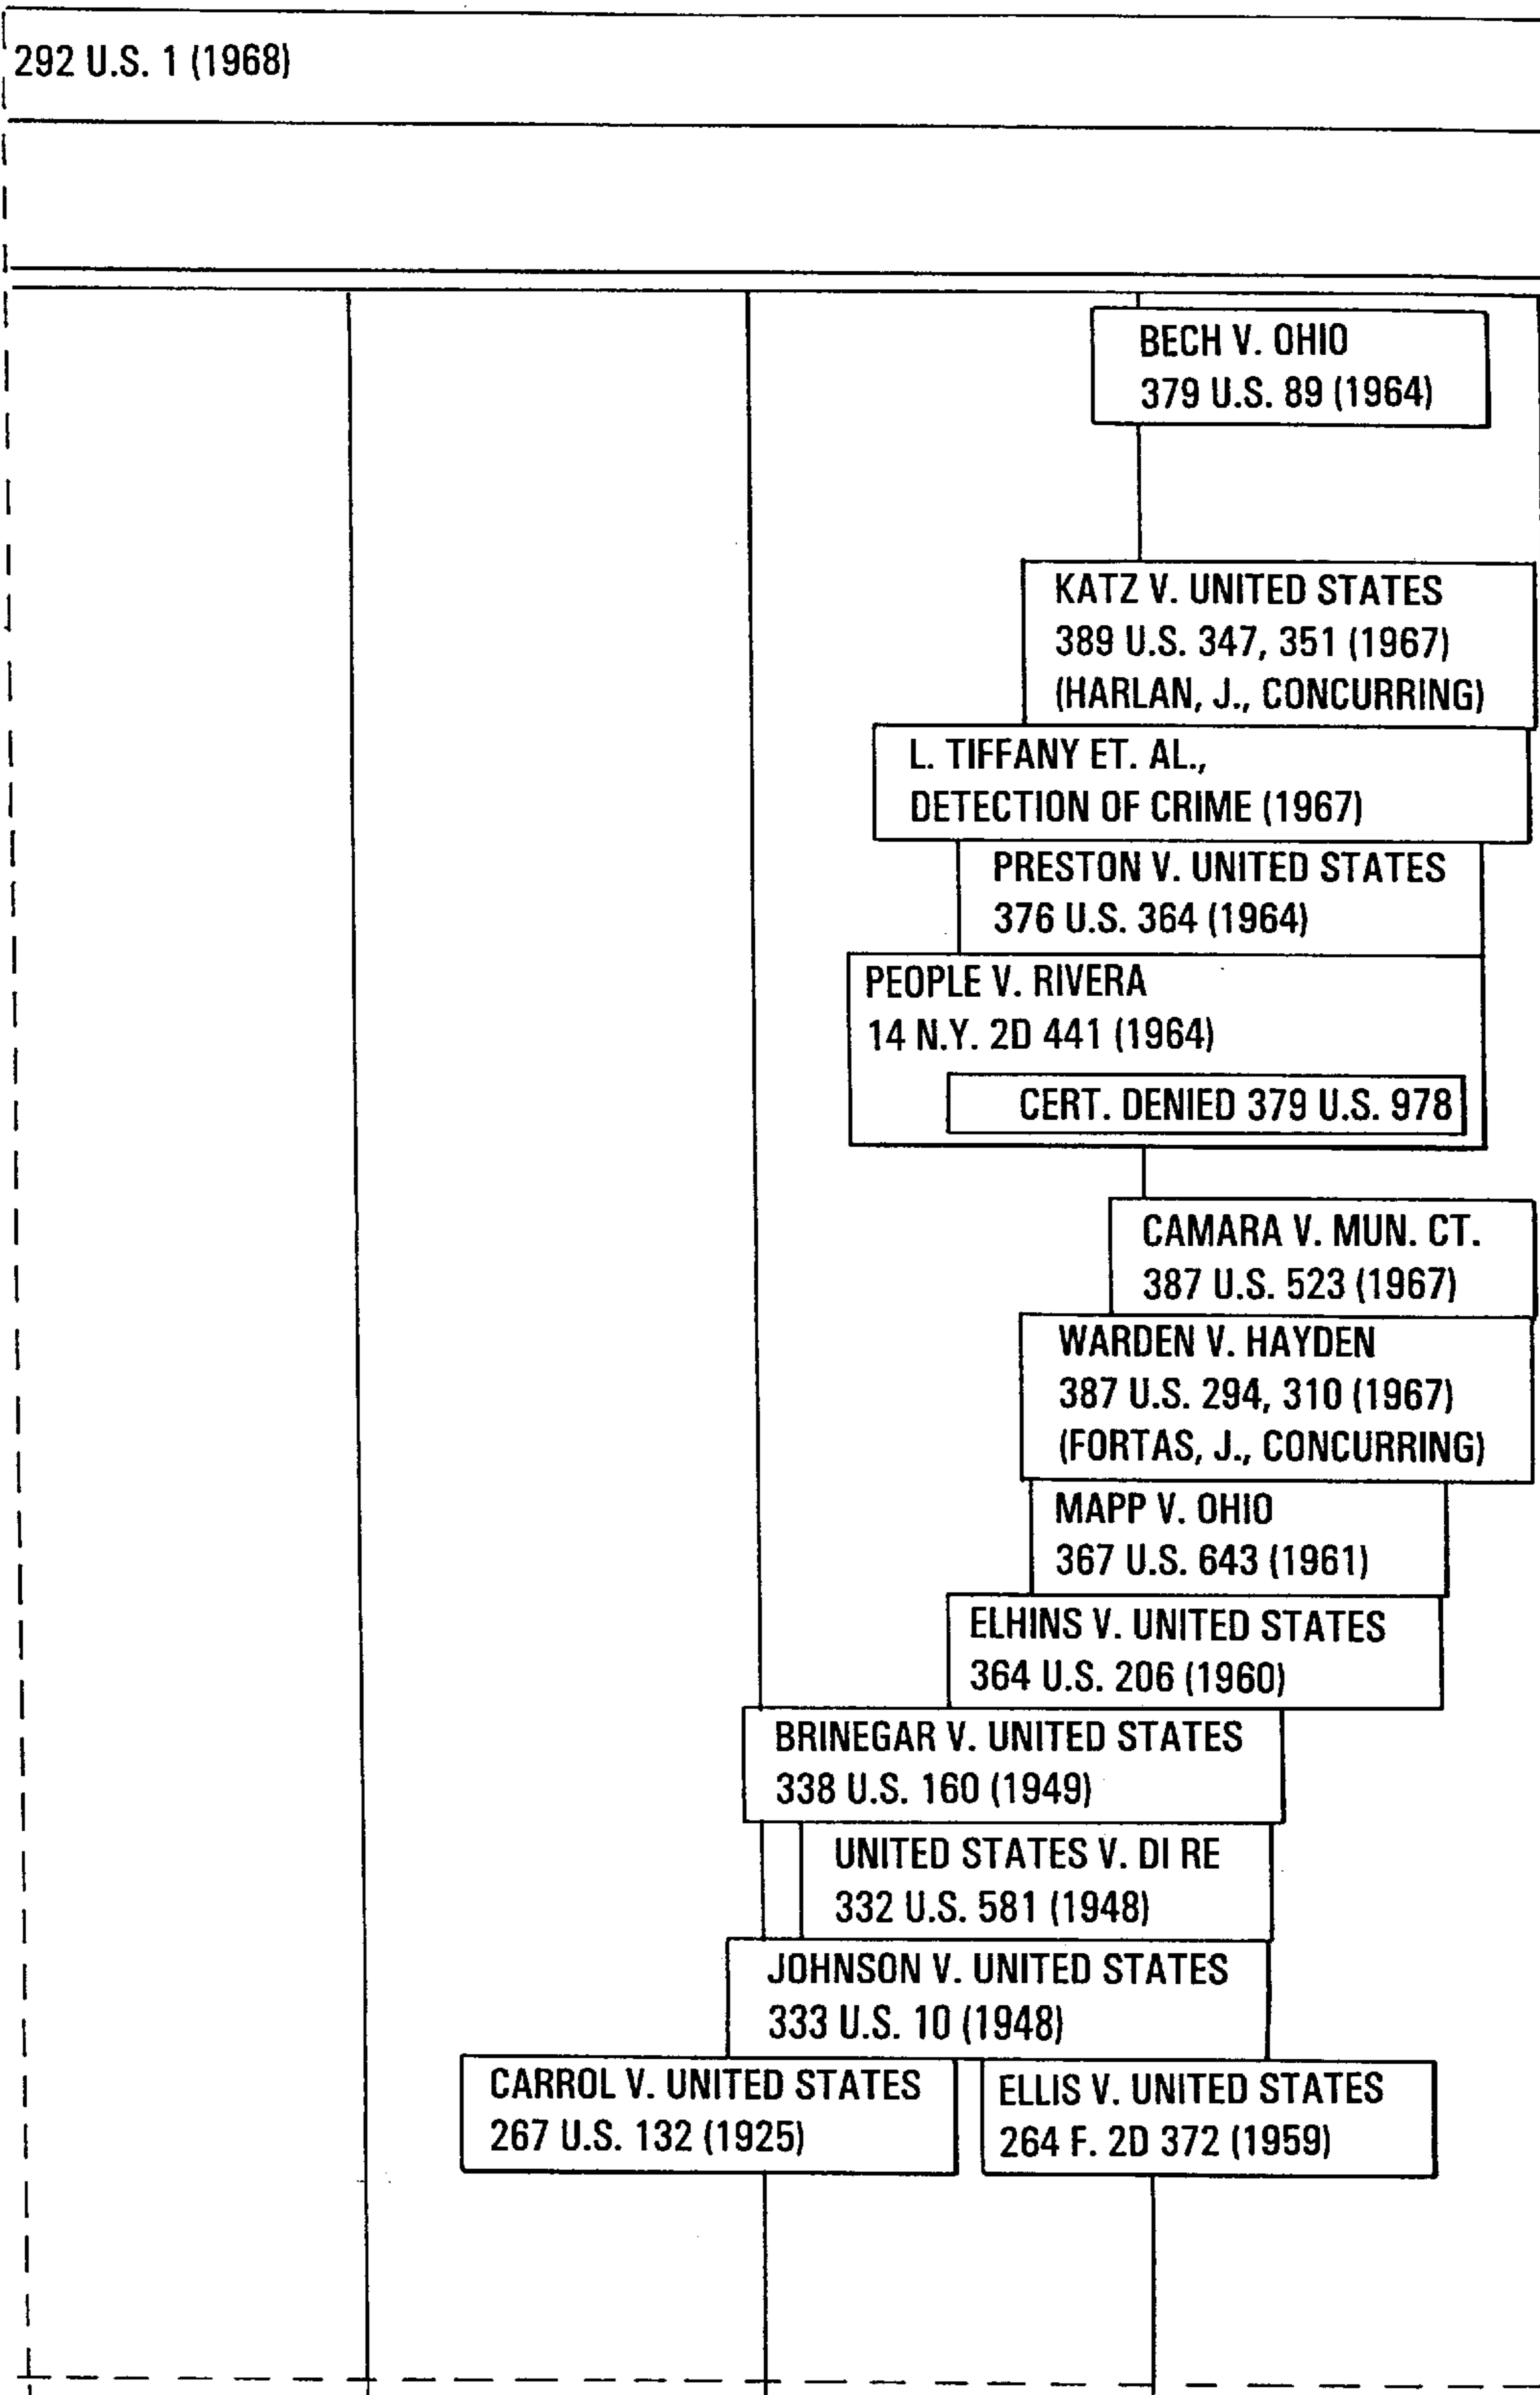 292 U.S. 1 (1968)
BECH V. OHIO
379 U.S. 89 (1964)
KATZ V. UNITED STATES
389 U.S. 347, 351 (1967)
(HARLAN, J., CONCURRING)
L. TIFFANY ET. AL.,
DETECTION OF CRIME (1967)
PRESTON V. UNITED STATES
376 U.S. 364 (1964)
PEOPLE V. RIVERA
14 N.Y. 2D 441 (1964)
CERT. DENIED 379 U.S. 978
CAMARA V. MUN. CT.
387 U.S. 523 (1967)
WARDEN V. HAYDEN
387 U.S. 294, 310 (1967)
(FORTAS, J., CONCURRING)
MAPP V. OHIO
367 U.S. 643 (1961)
ELHINS V. UNITED STATES
364 U.S. 206 (1960)
BRINEGAR V. UNITED STATES
338 U.S. 160 (1949)
UNITED STATES V. DI RE
332 U.S. 581 (1948)
JOHNSON V. UNITED STATES
333 U.S. 10 (1948)
CARROL V. UNITED STATES
267 U.S. 132 (1925)
ELLIS V. UNITED STATES
264 F. 2D 372 (1959)